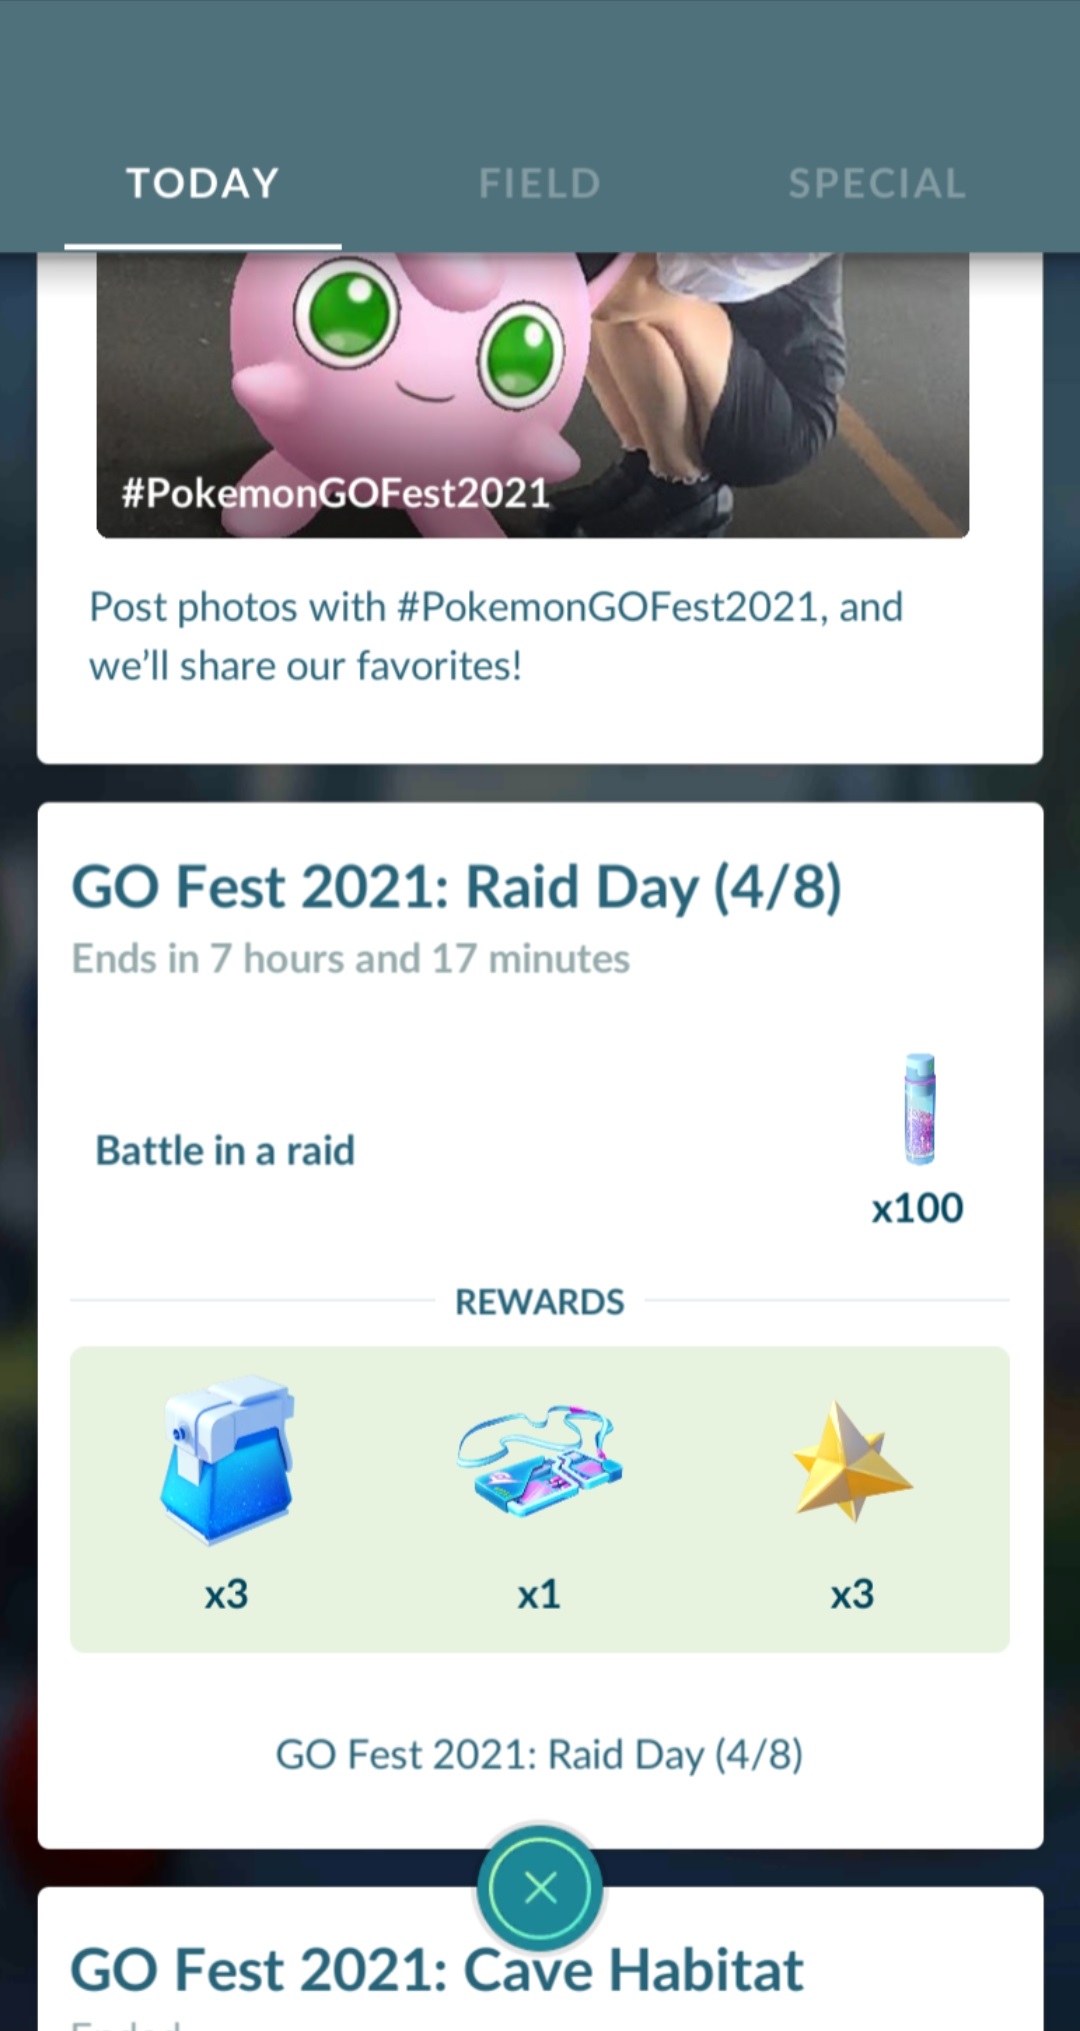 TODAY
FIELD
SPECIAL
#PokemonGOFest2021
Post photos with #PokemonGOFest2021, and
we’ll share our favorites!
GO Fest 2021: Raid Day (4/8)
Ends in 7 hours and 17 minutes
Battle in a raid
x100
REWARDS
x3
x1
x3
GO Fest 2021: Raid Day (4/8)
GO Fest 2021: Cave Habitat
Ended